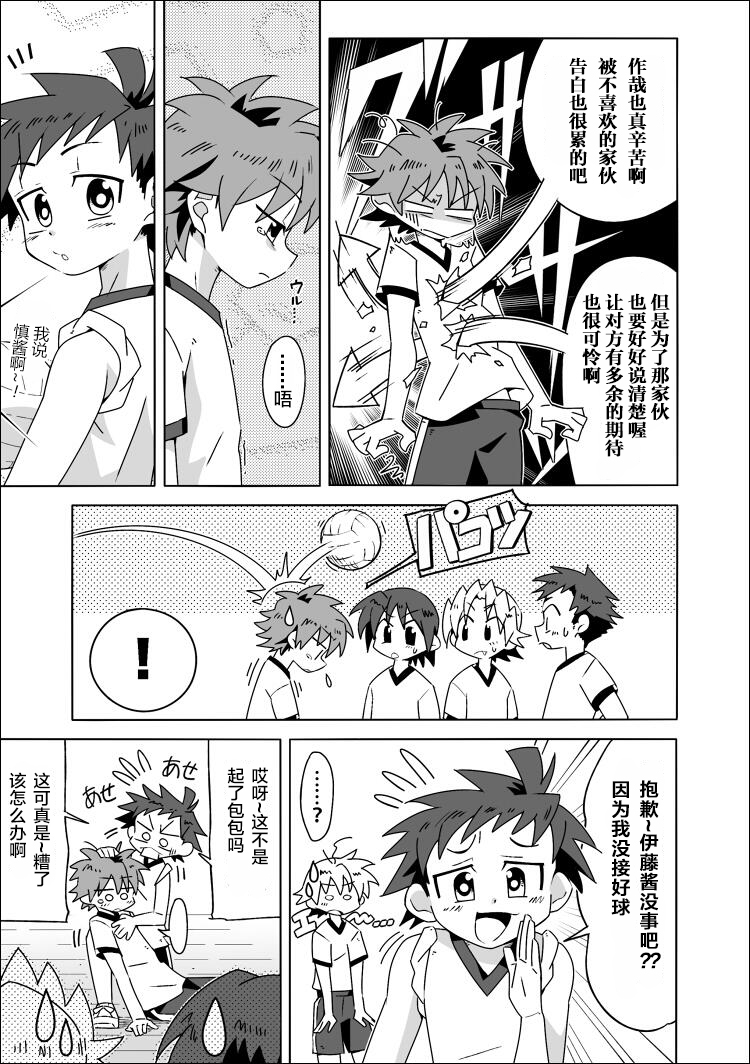 作哉也真辛苦啊
被不喜欢的家伙
告白也很累的吧
但是为了那家伙
也要好好说清楚喔
让对方有多余的期待
也很可怜啊
ウル…
……唔
我说
慎酱啊~!
パコッ
!
抱歉~伊藤酱没事吧??
因为我没接好球
……?
エー……
哎呀~这不是
起了包包吗
あせ
あせ
这可真是~糟了
该怎么办啊